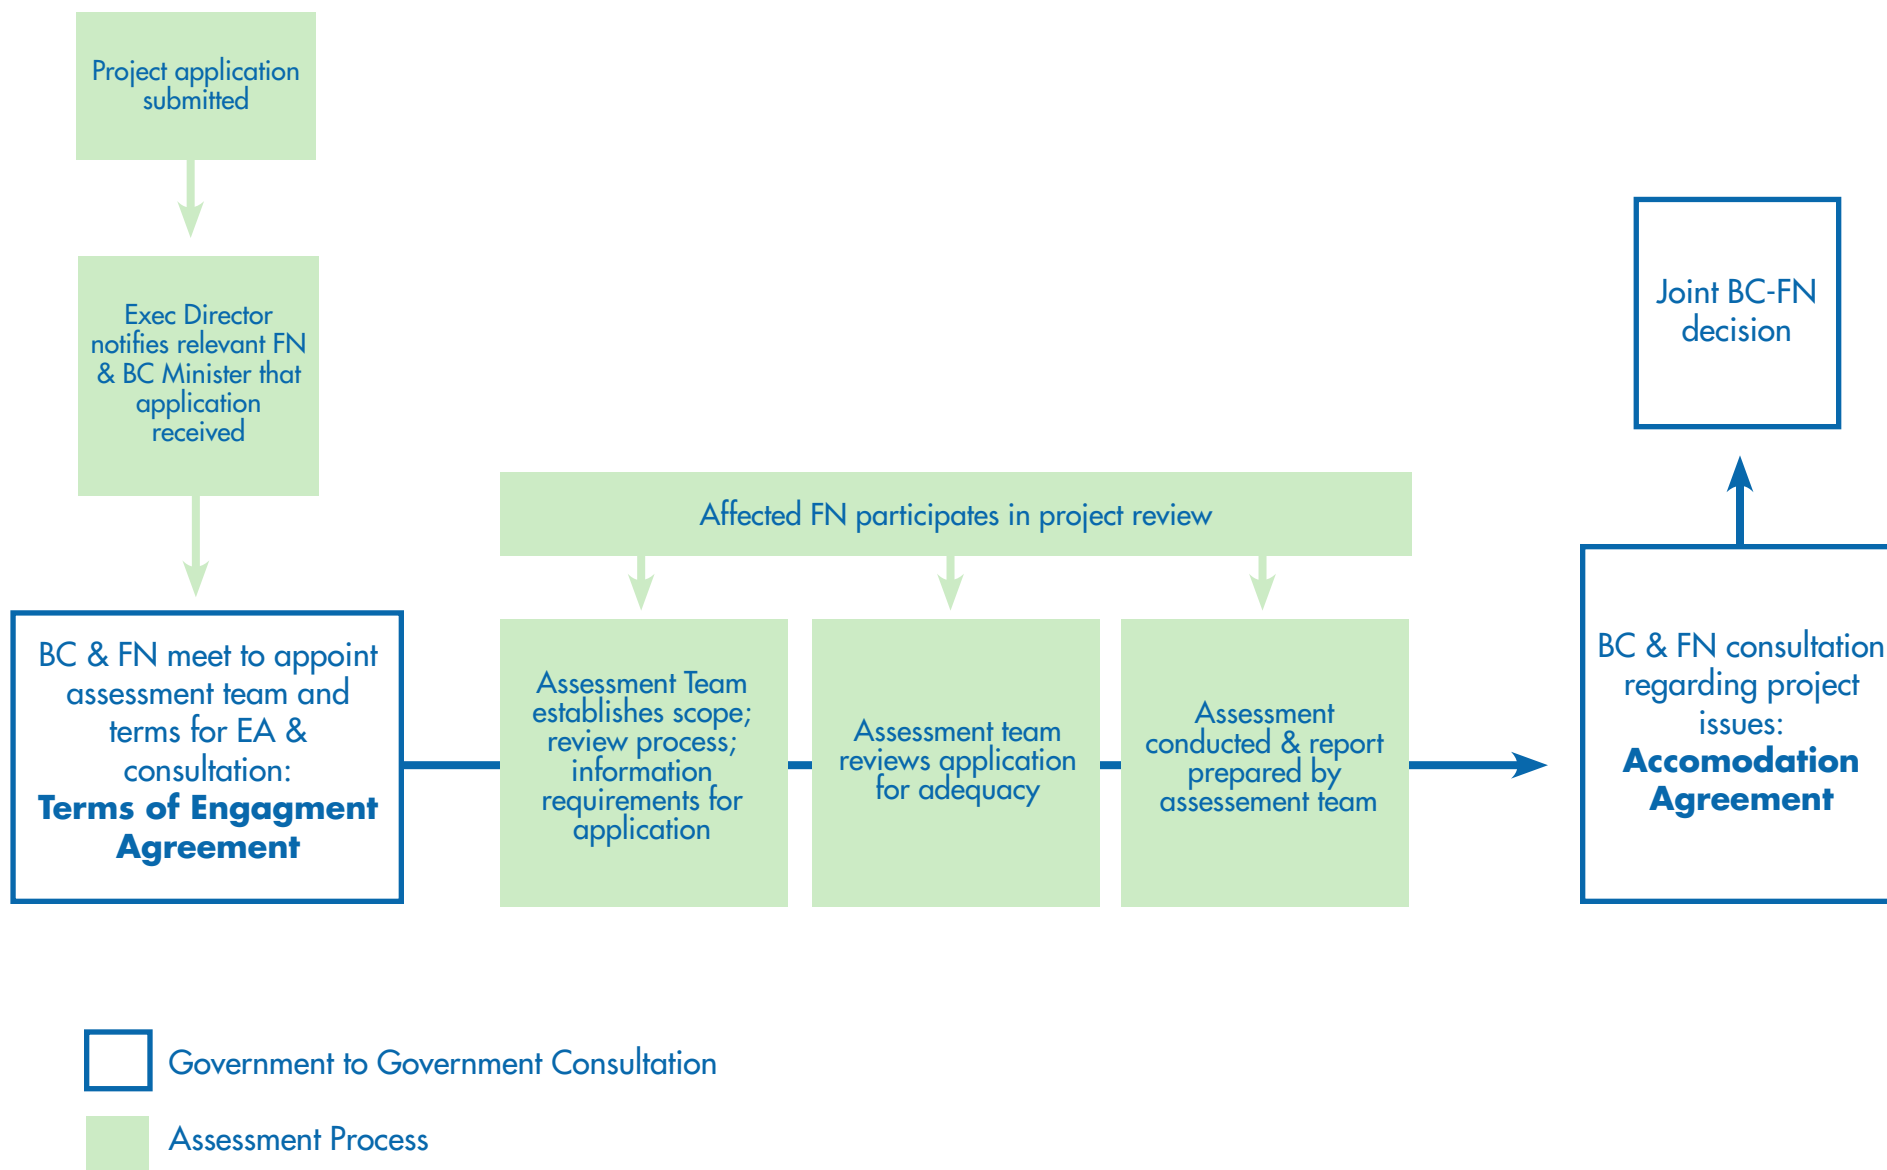 Project application
submitted
Exec Director
notifies relevant FN
& BC Minister that
application
received
BC & FN meet to appoint
assessment team and
terms for EA &
consultation:
Terms of Engagment
Agreement
Affected FN participates in project review
Assessment Team
establishes scope;
review process;
information
requirements for
application
Assessment team
reviews application
for adequacy
Assessment
conducted & report
prepared by
assessement team
BC & FN consultation
regarding project
issues:
Accomodation
Agreement
Joint BC-FN
decision
Government to Government Consultation
Assessment Process